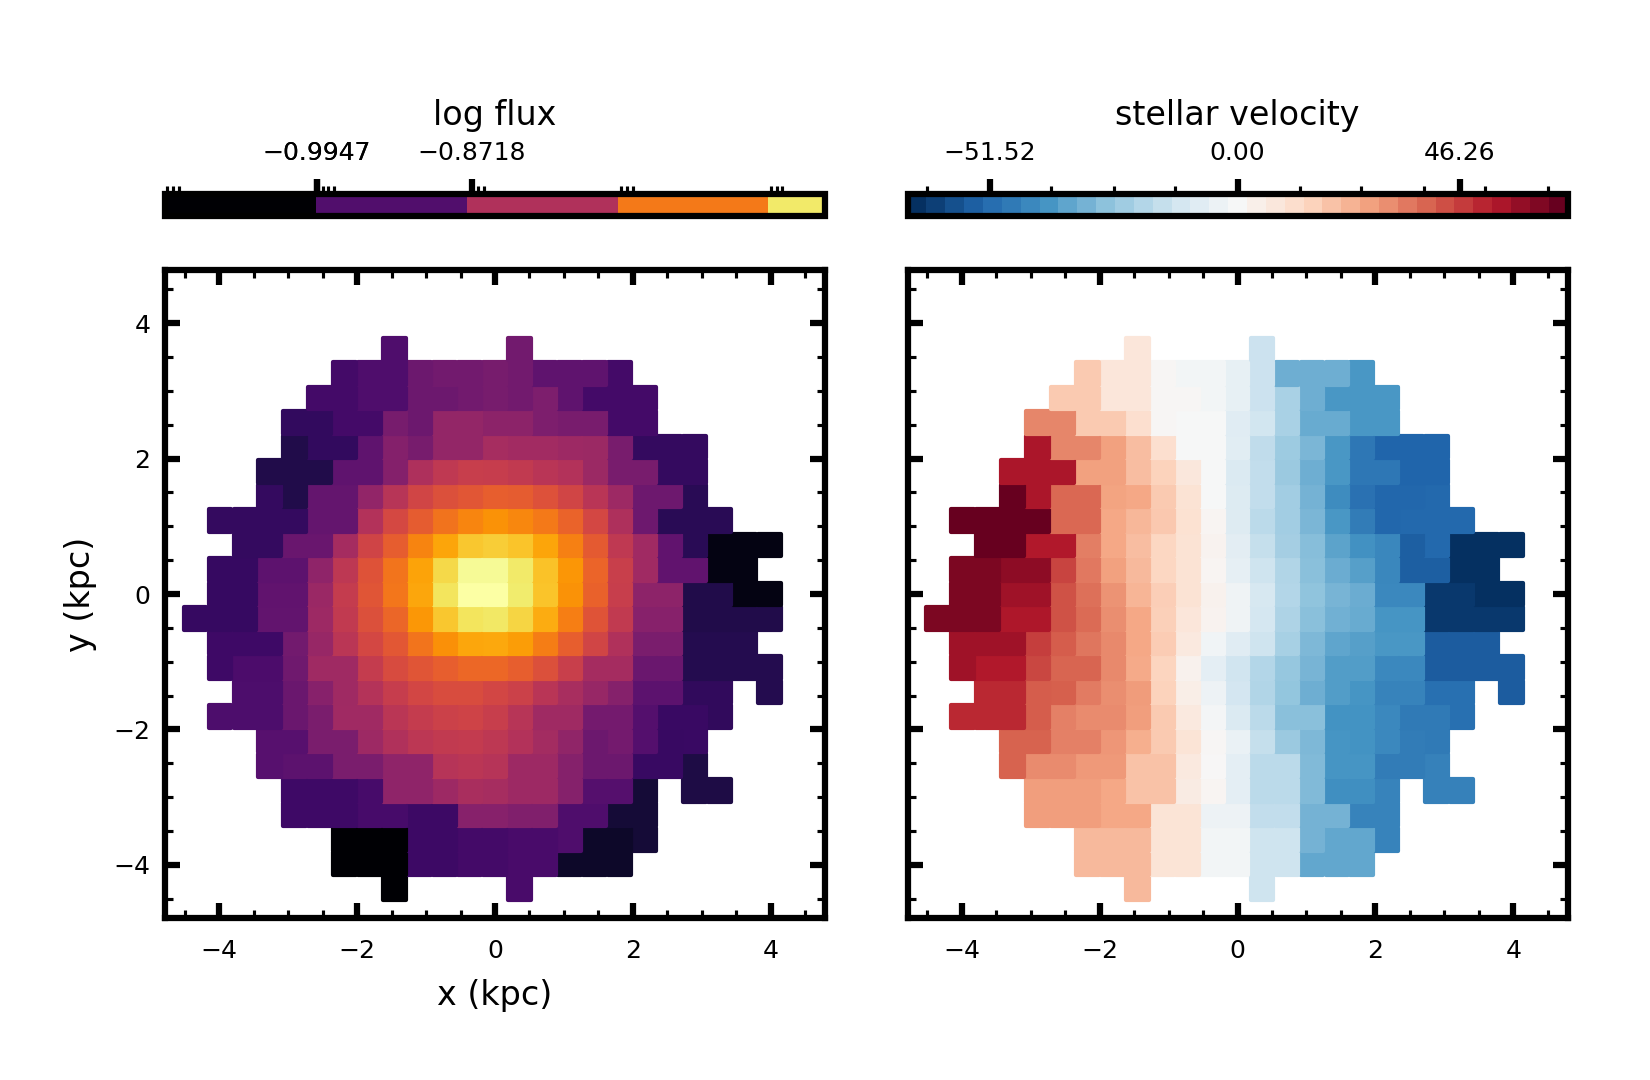 log flux
stellar velocity
−0.9947 −0.8718
−51.52 0.00 46.26
4
2
0
−2
−4
y (kpc)
−4 −2 0 2 4
−4 −2 0 2 4
x (kpc)